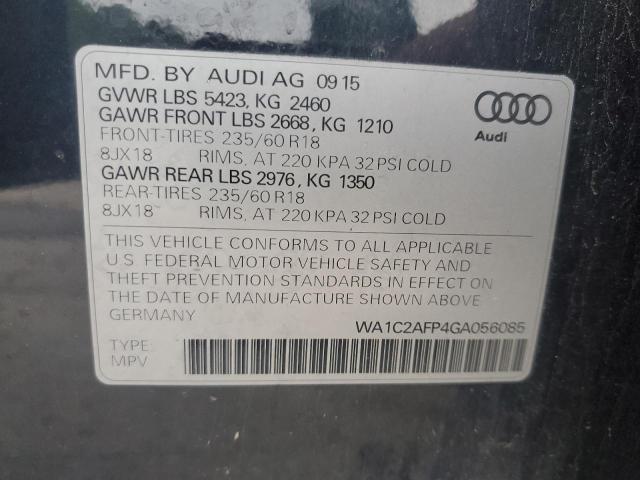 MFD. BY AUDI AG 09 15
GVWR LBS 5423, KG 2460
GAWR FRONT LBS 2668, KG 1210
FRONT-TIRES 235/60 R18
8JX18 RIMS, AT 220 KPA 32 PSI COLD
GAWR REAR LBS 2976, KG 1350
REAR-TIRES 235/60 R18
8JX18 RIMS, AT 220 KPA 32 PSI COLD
Audi
THIS VEHICLE CONFORMS TO ALL APPLICABLE
U.S. FEDERAL MOTOR VEHICLE SAFETY AND
THEFT PREVENTION STANDARDS IN EFFECT ON
THE DATE OF MANUFACTURE SHOWN ABOVE
GERMANY
WA1C2AFP4GA056085
TYPE:
MPV